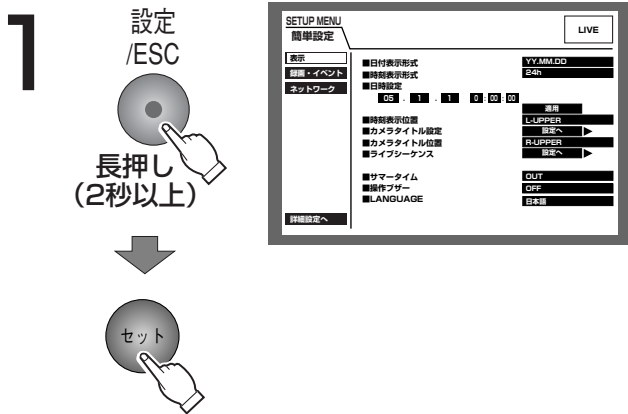 1
設定
/ESC
長押し
(2秒以上)
セット
SETUP MENU
簡単設定
LIVE
表示
録画・イベント
ネットワーク
詳細設定へ
■日付表示形式 YY.MM.DD
■時刻表示形式 24h
■日時設定
05 . 1 . 1 0 : 00 : 00
適用
■時刻表示位置 L-UPPER
■カメラタイトル設定 設定へ ▶
■カメラタイトル位置 R-UPPER
■ライブシーケンス 設定へ ▶
■サマータイム OUT
■操作ブザー OFF
■LANGUAGE 日本語